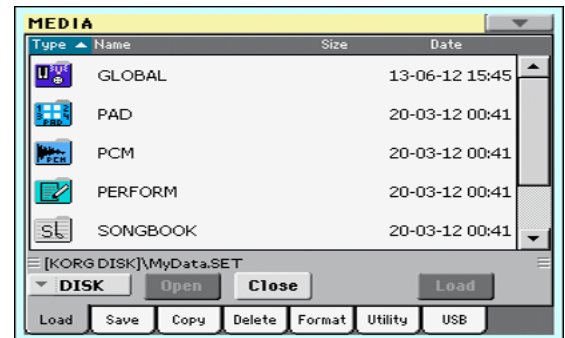 MEDIA
Type Name Size Date
GLOBAL 13-06-12 15:45
PAD 20-03-12 00:41
PCM PCM 20-03-12 00:41
PERFORM 20-03-12 00:41
SONGBOOK 20-03-12 00:41
[KORG DISK]\MyData.SET
DISK Open Close Load
Load Save Copy Delete Format Utility USB